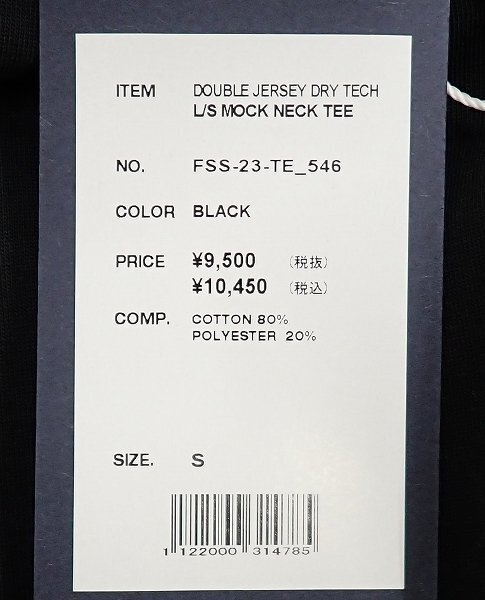 ITEM DOUBLE JERSEY DRY TECH
L/S MOCK NECK TEE
NO. FSS-23-TE_546
COLOR BLACK
PRICE ¥9,500 (税抜)
¥10,450 (税込)
COMP. COTTON 80%
POLYESTER 20%
SIZE. S
1 122000 314785